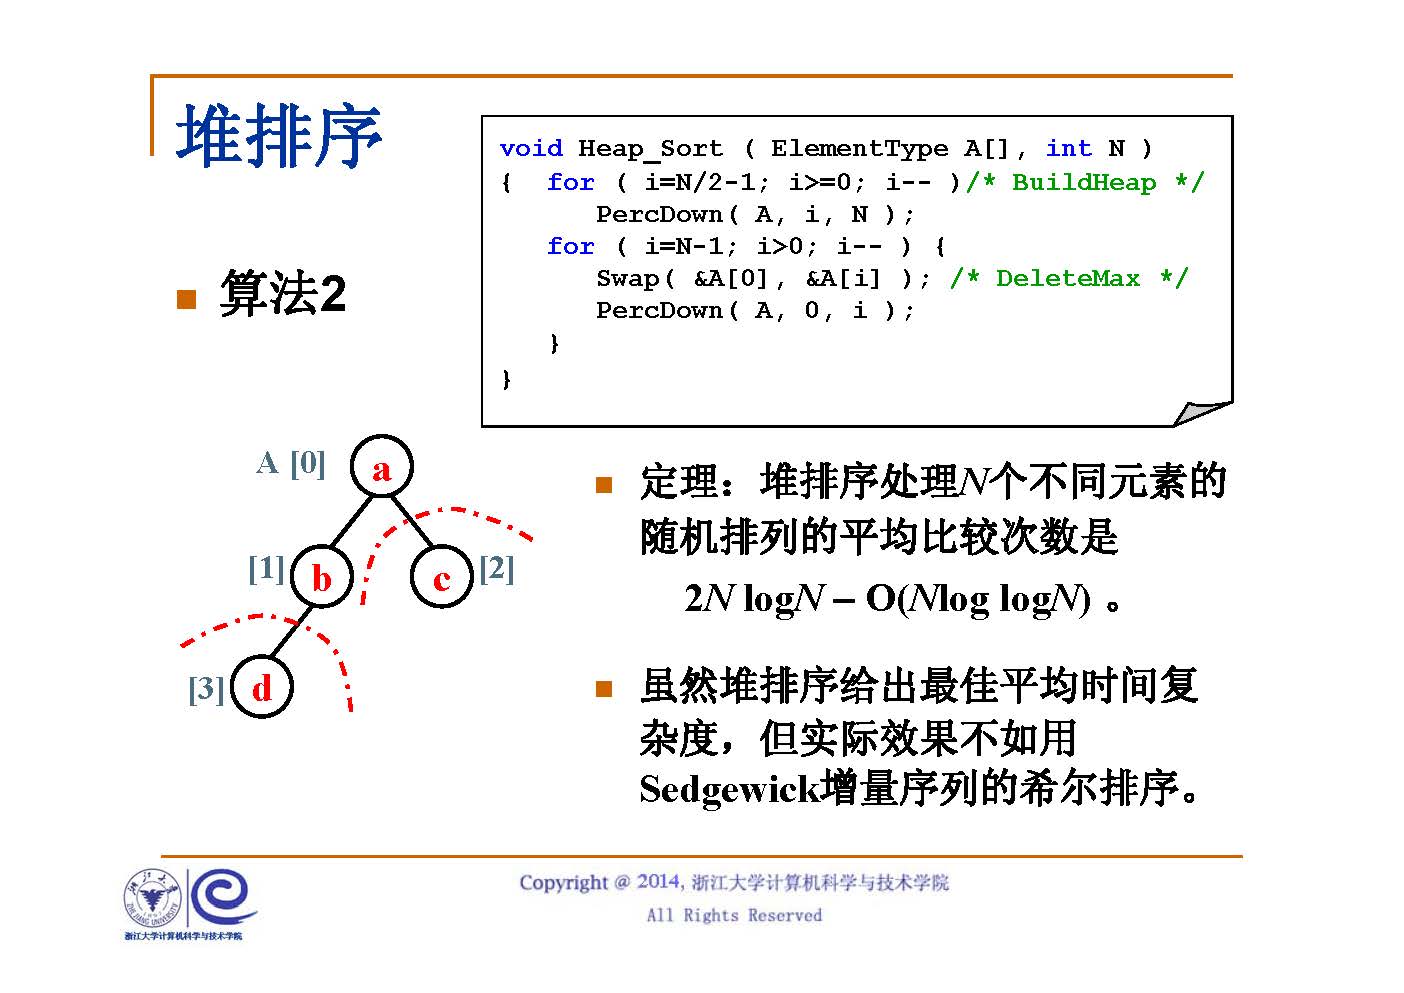 堆排序
void Heap_Sort ( ElementType A[], int N )
{  for ( i=N/2-1; i>=0; i-- )/* BuildHeap */
PercDown( A, i, N );
for ( i=N-1; i>0; i-- ) {
Swap( &A[0], &A[i] ); /* DeleteMax */
PercDown( A, 0, i );
}
}
■ 算法2
A [0] a
[1] b c [2]
[3] d
■ 定理：堆排序处理N个不同元素的
随机排列的平均比较次数是
2N logN – O(Nlog logN) 。
■ 虽然堆排序给出最佳平均时间复
杂度，但实际效果不如用
Sedgewick增量序列的希尔排序。
浙江大学计算机科学与技术学院
Copyright @ 2014, 浙江大学计算机科学与技术学院
All Rights Reserved